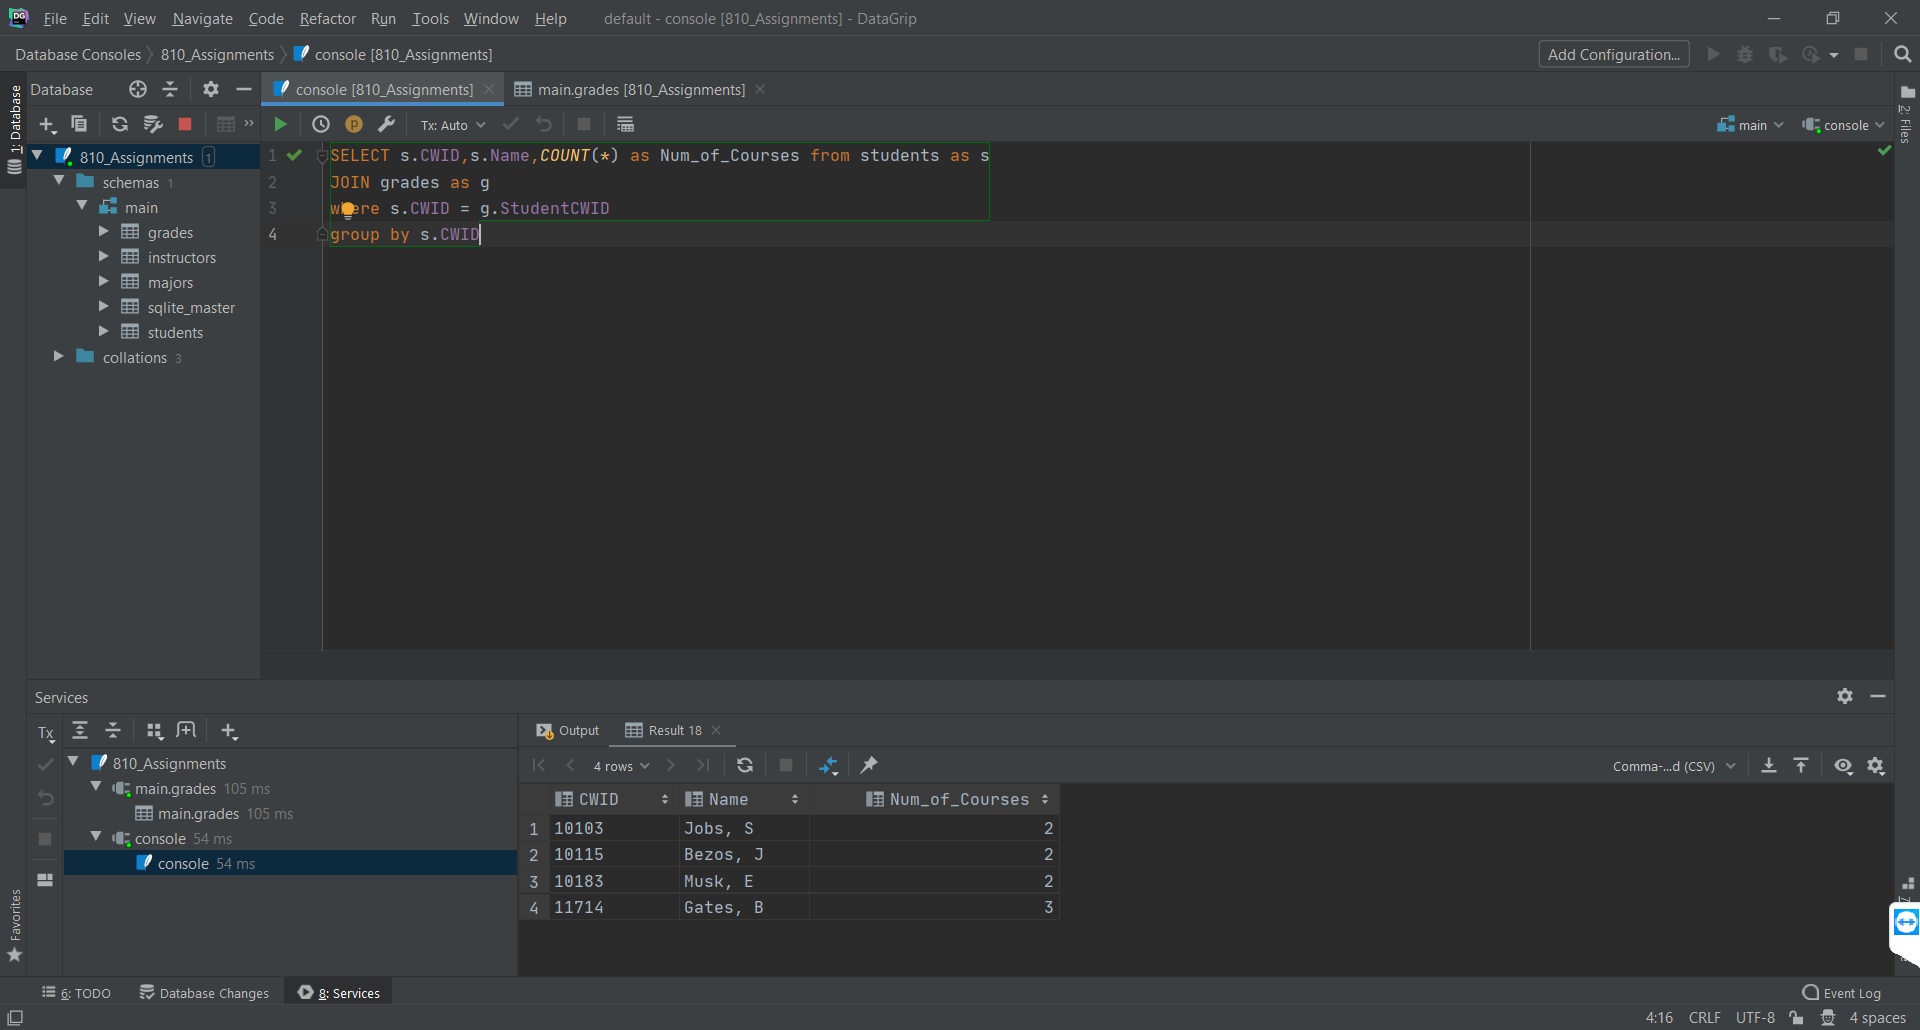 DG File Edit View Navigate Code Refactor Run Tools Window Help default - console [810_Assignments] - DataGrip
Database Consoles 810_Assignments console [810_Assignments] Add Configuration...
Database console [810_Assignments] main.grades [810_Assignments]
p Tx: Auto main console
1: Database
2: Files
810_Assignments 1
schemas 1
main
grades
instructors
majors
sqlite_master
students
collations 3
1 SELECT s.CWID,s.Name,COUNT(*) as Num_of_Courses from students as s
2 JOIN grades as g
3 where s.CWID = g.StudentCWID
4 group by s.CWID
Services
Tx
810_Assignments
main.grades 105 ms
main.grades 105 ms
console 54 ms
console 54 ms
Output Result 18
4 rows Comma-...d (CSV)
CWID Name Num_of_Courses
1 10103 Jobs, S 2
2 10115 Bezos, J 2
3 10183 Musk, E 2
4 11714 Gates, B 3
Favorites
6: TODO Database Changes 8: Services Event Log
4:16 CRLF UTF-8 4 spaces